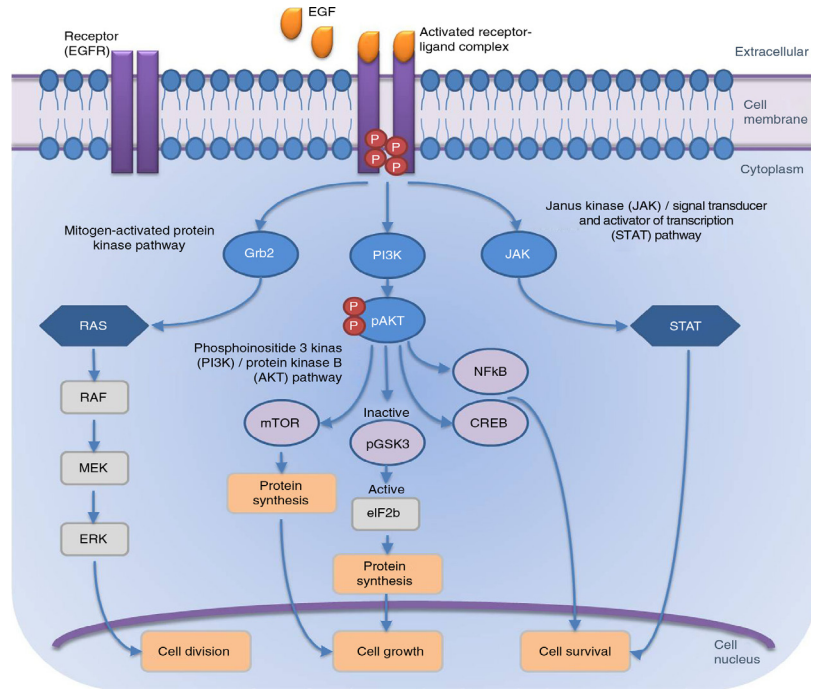 EGF
Receptor
(EGFR)
Activated receptor-
ligand complex
Extracellular
Cell
membrane
P
P
P
P
Cytoplasm
Mitogen-activated protein
kinase pathway
Janus kinase (JAK) / signal transducer
and activator of transcription
(STAT) pathway
Grb2
PI3K
JAK
RAS
P
P
pAKT
STAT
Phosphoinositide 3 kinas
(PI3K) / protein kinase B
(AKT) pathway
NFkB
RAF
mTOR
Inactive
pGSK3
CREB
MEK
Protein
synthesis
Active
eIF2b
ERK
Protein
synthesis
Cell division
Cell growth
Cell survival
Cell
nucleus